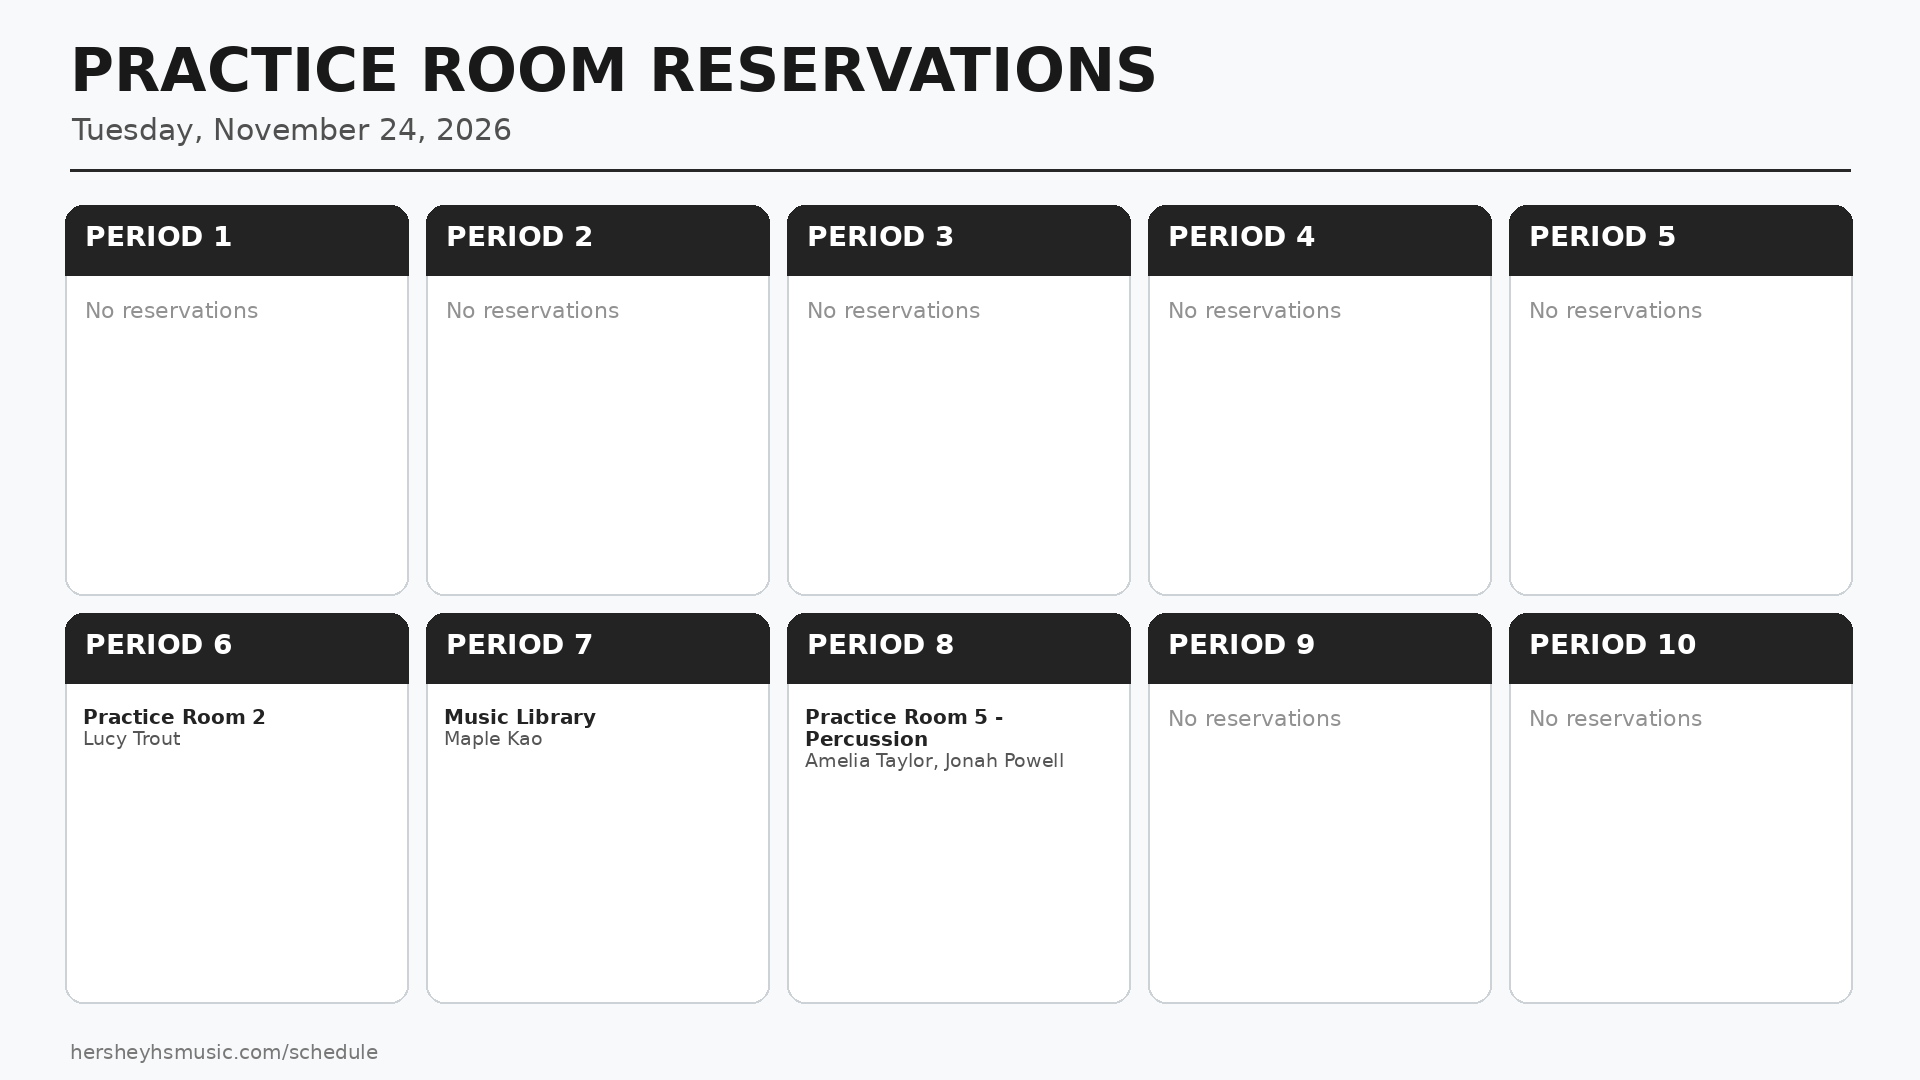 PRACTICE ROOM RESERVATIONS
Tuesday, November 24, 2026
PERIOD 1
No reservations
PERIOD 2
No reservations
PERIOD 3
No reservations
PERIOD 4
No reservations
PERIOD 5
No reservations
PERIOD 6
Practice Room 2
Lucy Trout
PERIOD 7
Music Library
Maple Kao
PERIOD 8
Practice Room 5 -
Percussion
Amelia Taylor, Jonah Powell
PERIOD 9
No reservations
PERIOD 10
No reservations
hersheyhsmusic.com/schedule